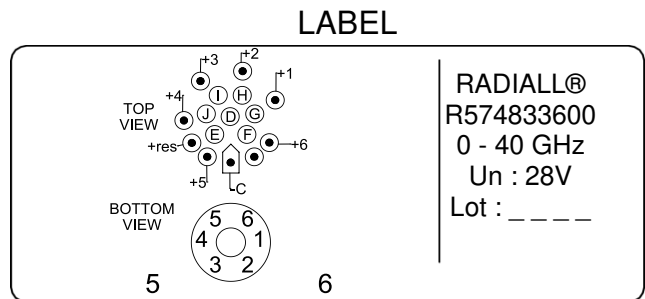 LABEL
+3
+2
+1
+4
I
H
J
D
G
E
F
+res
+6
+5
-C
TOP
VIEW
BOTTOM
VIEW
5 6
4 1
3 2
5 6
RADIALL®
R574833600
0 - 40 GHz
Un : 28V
Lot : _ _ _ _